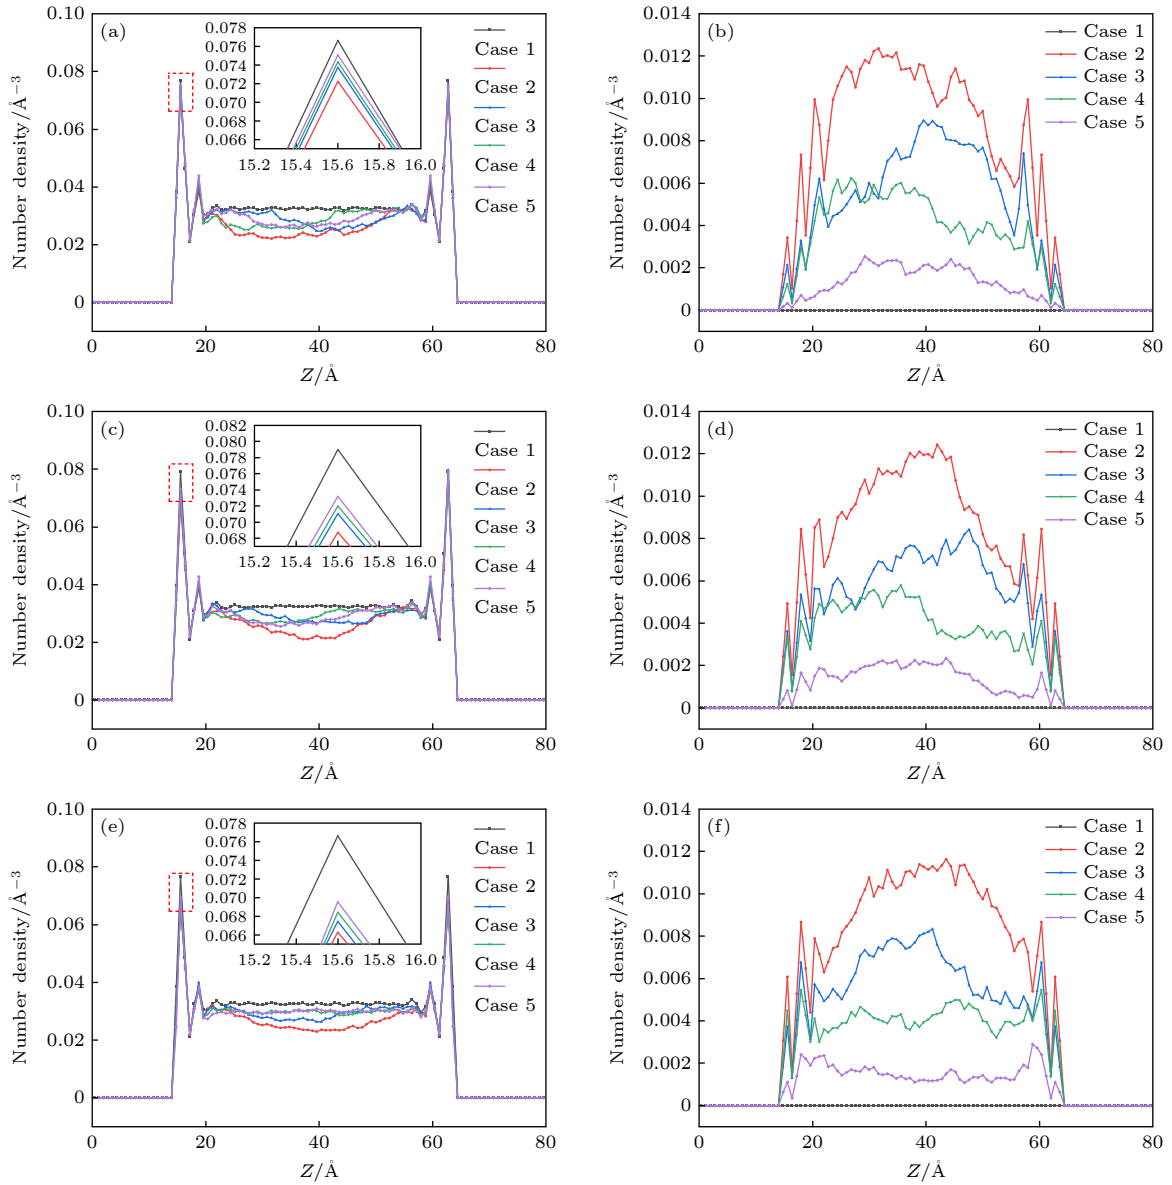 (a)
Number density/Å⁻³
0.10
0.08
0.06
0.04
0.02
0
0.078
0.076
0.074
0.072
0.070
0.068
0.066
15.2 15.4 15.6 15.8 16.0
Case 1
Case 2
Case 3
Case 4
Case 5
0 20 40 60 80
Z/Å
(b)
Number density/Å⁻³
0.014
0.012
0.010
0.008
0.006
0.004
0.002
0
Case 1
Case 2
Case 3
Case 4
Case 5
0 20 40 60 80
Z/Å
(c)
Number density/Å⁻³
0.10
0.08
0.06
0.04
0.02
0
0.082
0.080
0.078
0.076
0.074
0.072
0.070
0.068
15.2 15.4 15.6 15.8 16.0
Case 1
Case 2
Case 3
Case 4
Case 5
0 20 40 60 80
Z/Å
(d)
Number density/Å⁻³
0.014
0.012
0.010
0.008
0.006
0.004
0.002
0
Case 1
Case 2
Case 3
Case 4
Case 5
0 20 40 60 80
Z/Å
(e)
Number density/Å⁻³
0.10
0.08
0.06
0.04
0.02
0
0.078
0.076
0.074
0.072
0.070
0.068
0.066
15.2 15.4 15.6 15.8 16.0
Case 1
Case 2
Case 3
Case 4
Case 5
0 20 40 60 80
Z/Å
(f)
Number density/Å⁻³
0.014
0.012
0.010
0.008
0.006
0.004
0.002
0
Case 1
Case 2
Case 3
Case 4
Case 5
0 20 40 60 80
Z/Å